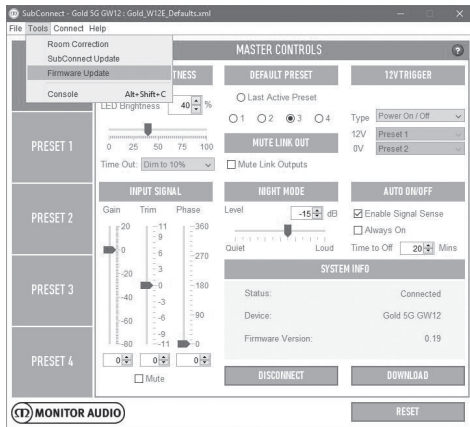 SubConnect - Gold 5G GW12 : Gold_W12E_Defaults.xml
File Tools Connect Help
Room Correction
SubConnect Update
Firmware Update
Console Alt+Shift+C
MASTER CONTROLS
?
TNESS
LED Brightness 40 %
0 25 50 75 100
Time Out: Dim to 10%
DEFAULT PRESET
Last Active Preset
1 2 3 4
MUTE LINK OUT
Mute Link Outputs
12V TRIGGER
Type Power On / Off
12V Preset 1
0V Preset 2
PRESET 1
PRESET 2
PRESET 3
PRESET 4
INPUT SIGNAL
Gain Trim Phase
20 11 360
9
0 6 270
3
-20 0 180
-40 -3
-6 90
-60 -9
-80 -11 0
0 0 0
Mute
NIGHT MODE
Level -15 dB
Quiet Loud
AUTO ON/OFF
Enable Signal Sense
Always On
Time to Off 20 Mins
SYSTEM INFO
Status: Connected
Device: Gold 5G GW12
Firmware Version: 0.19
DISCONNECT DOWNLOAD
MONITOR AUDIO
RESET